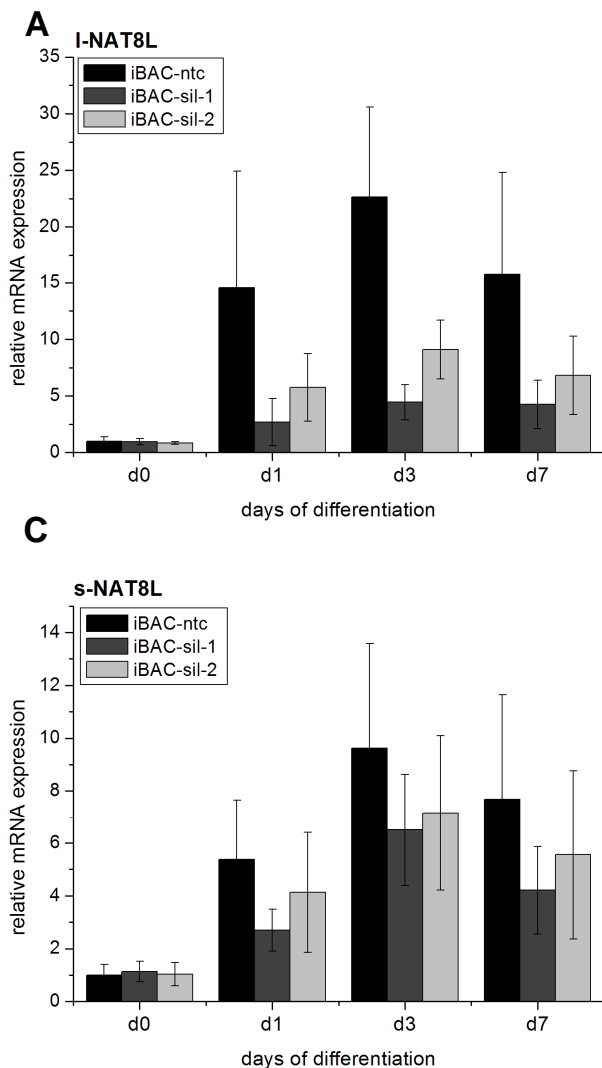 A
l-NAT8L
iBAC-ntc
iBAC-sil-1
iBAC-sil-2
35
30
25
20
15
10
5
0
relative mRNA expression
d0 d1 d3 d7
days of differentiation
C
s-NAT8L
iBAC-ntc
iBAC-sil-1
iBAC-sil-2
14
12
10
8
6
4
2
0
relative mRNA expression
d0 d1 d3 d7
days of differentiation